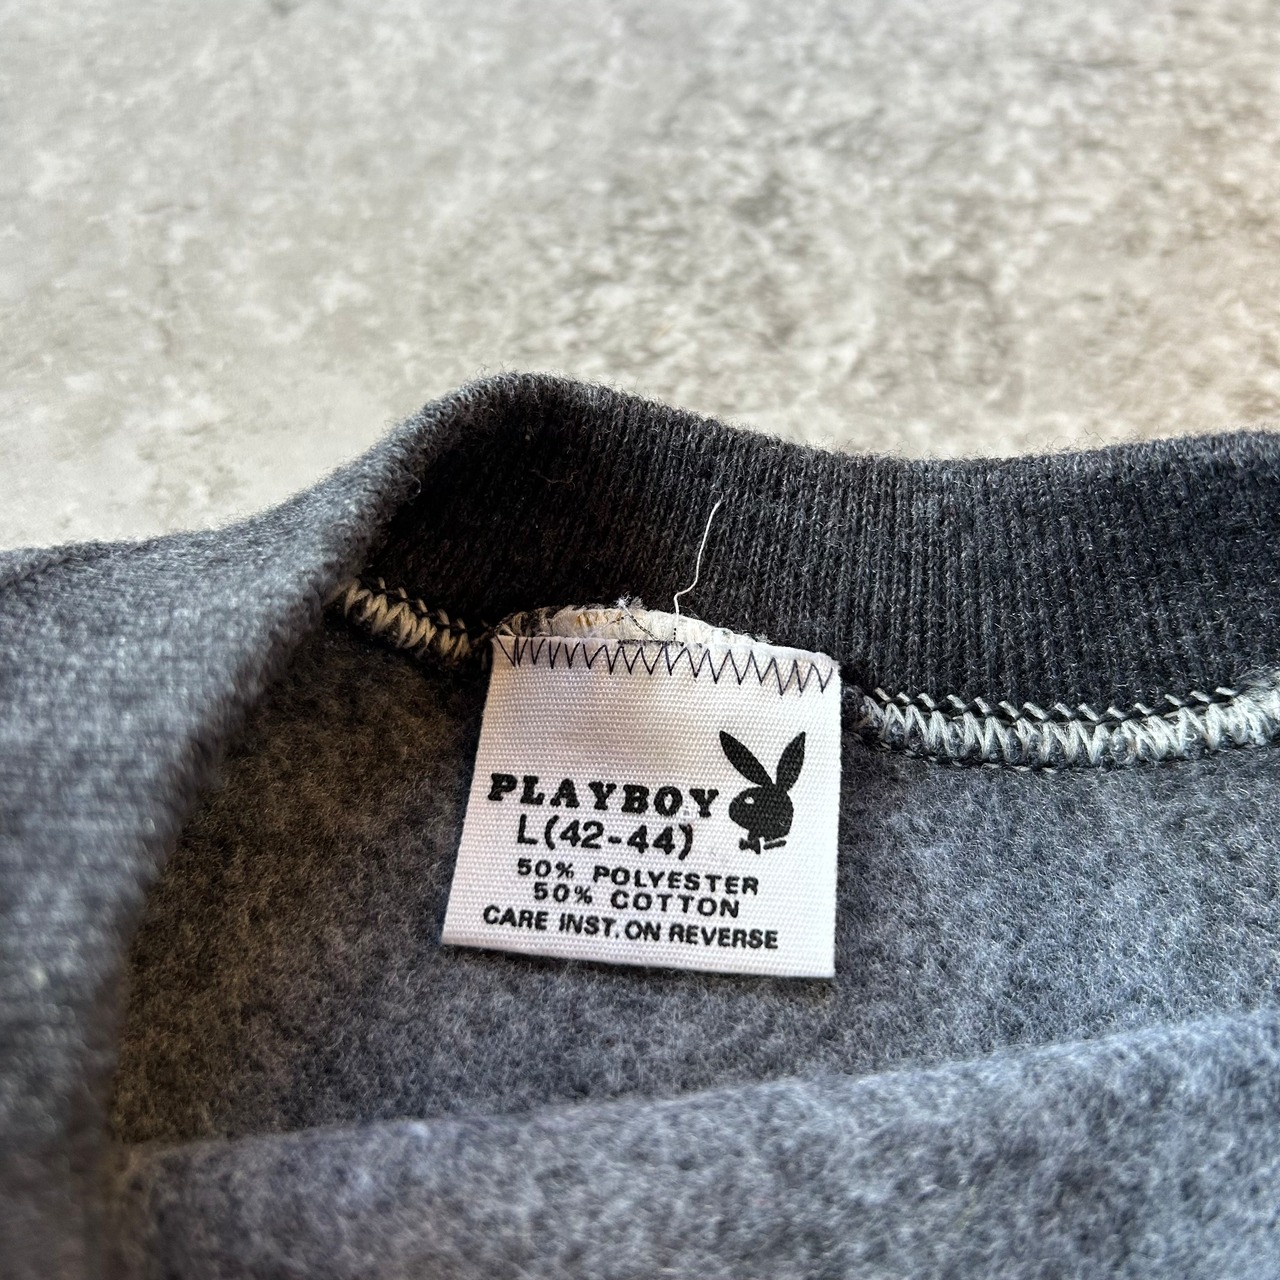 PLAYBOY
L(42-44)
50% POLYESTER
50% COTTON
CARE INST. ON REVERSE